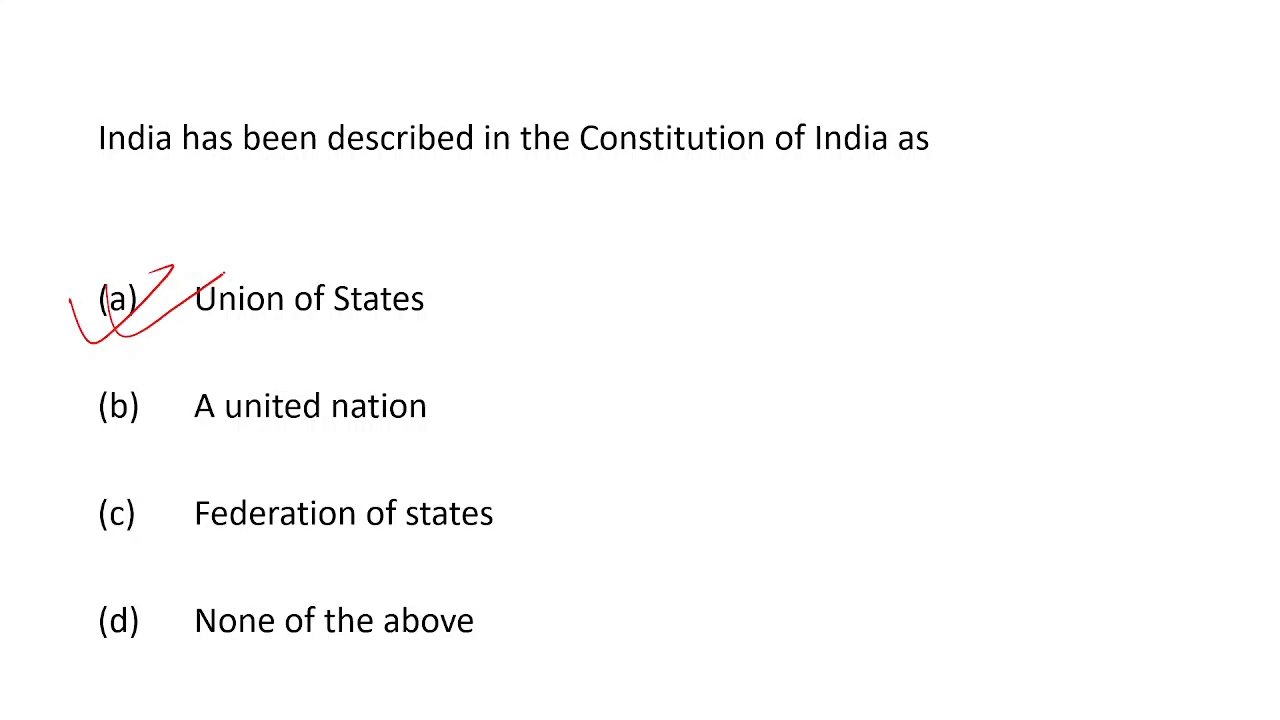 India has been described in the Constitution of India as
(a) Union of States
(b) A united nation
(c) Federation of states
(d) None of the above